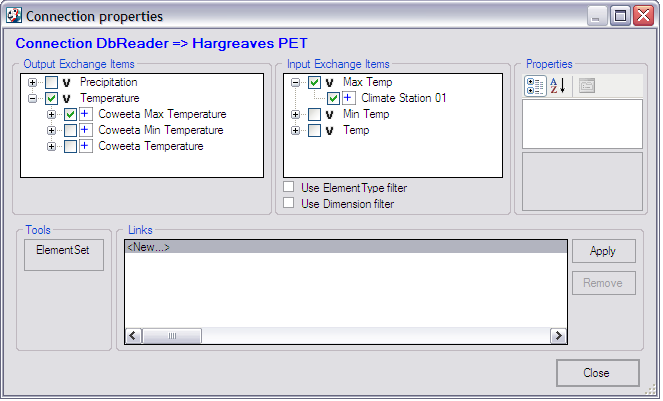 Connection properties
Connection DbReader => Hargreaves PET
Output Exchange Items
Precipitation
Temperature
Coweeta Max Temperature
Coweeta Min Temperature
Coweeta Temperature
Input Exchange Items
Max Temp
Climate Station 01
Min Temp
Temp
Use ElementType filter
Use Dimension filter
Properties
Tools
ElementSet
Links
<New...>
Apply
Remove
Close